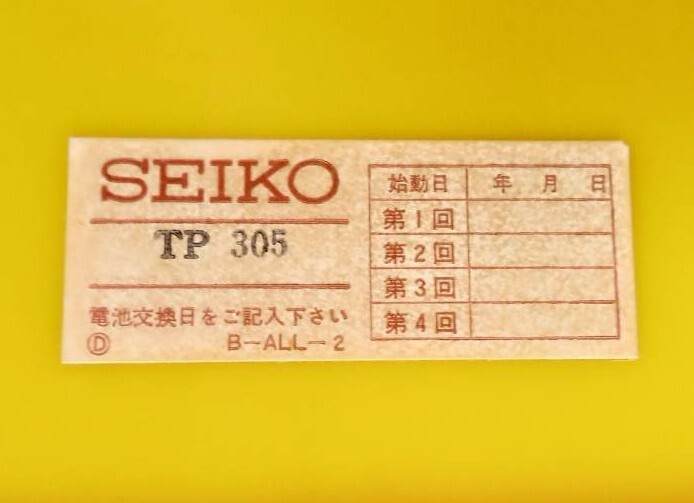 SEIKO
TP 305
電池交換日をご記入下さい
Ⓓ B-ALL-2
始動日 年 月 日
第1回
第2回
第3回
第4回